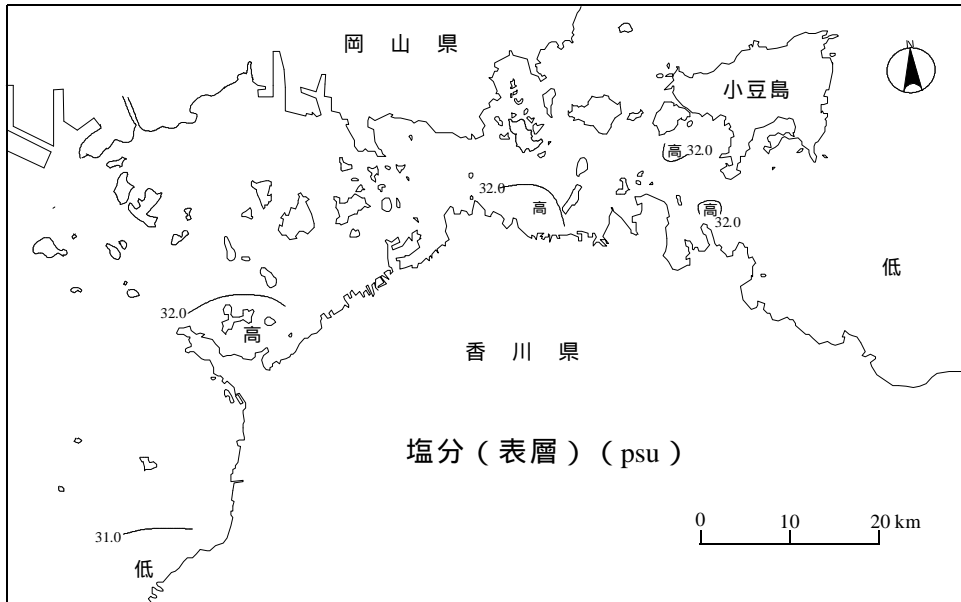 岡 山 県
N
小豆島
高 32.0
32.0
高
高
32.0
低
32.0
高
香 川 県
塩分（表層）（psu）
31.0
低
0 10 20 km